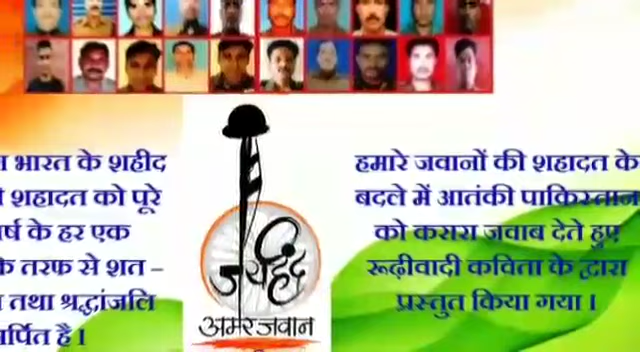 भारत के शहीद
शहादत को पूरे
के हर एक
तरफ से शत –
तथा श्रद्धांजलि
है।
जयहिंद
अमर जवान
हमारे जवानों की शहादत के
बदले में आतंकी पाकिस्तान
को करारा जवाब देते हुए
रूढ़ीवादी कविता के द्वारा
प्रस्तुत किया गया।